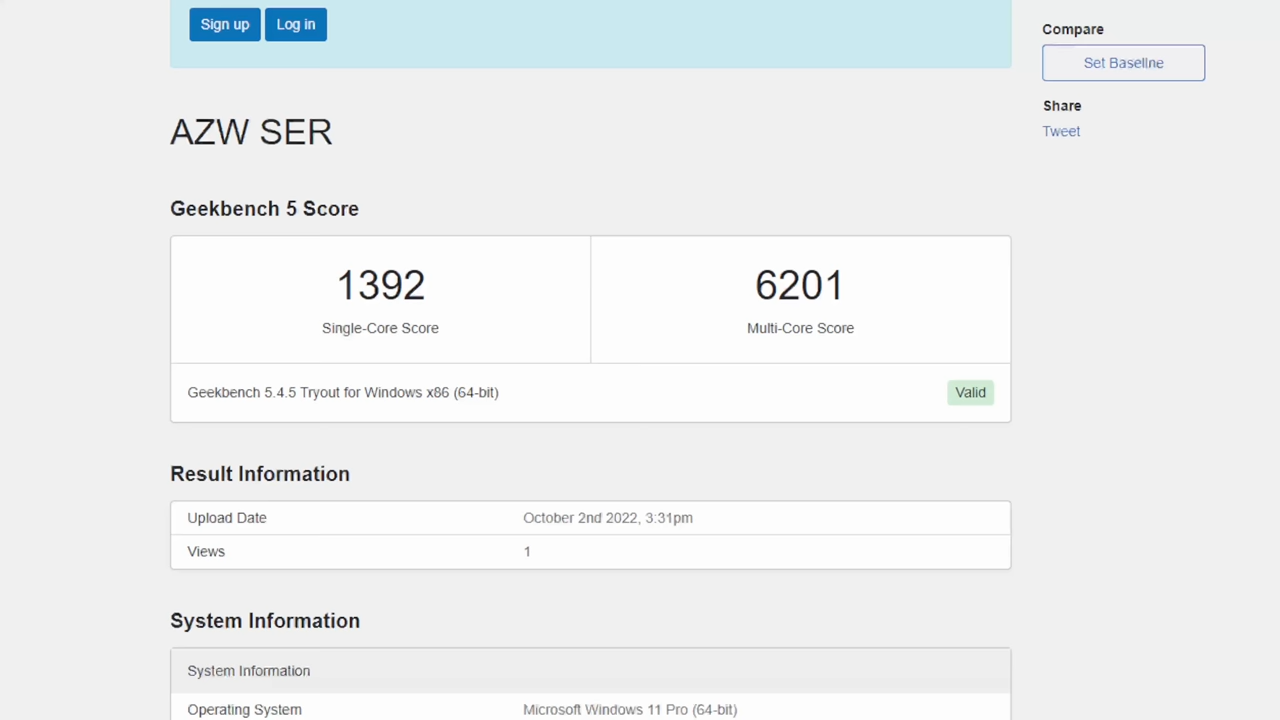 Sign up Log in
Compare
Set Baseline
Share
Tweet
AZW SER
Geekbench 5 Score
1392 6201
Single-Core Score Multi-Core Score
Geekbench 5.4.5 Tryout for Windows x86 (64-bit) Valid
Result Information
Upload Date October 2nd 2022, 3:31pm
Views 1
System Information
System Information
Operating System Microsoft Windows 11 Pro (64-bit)